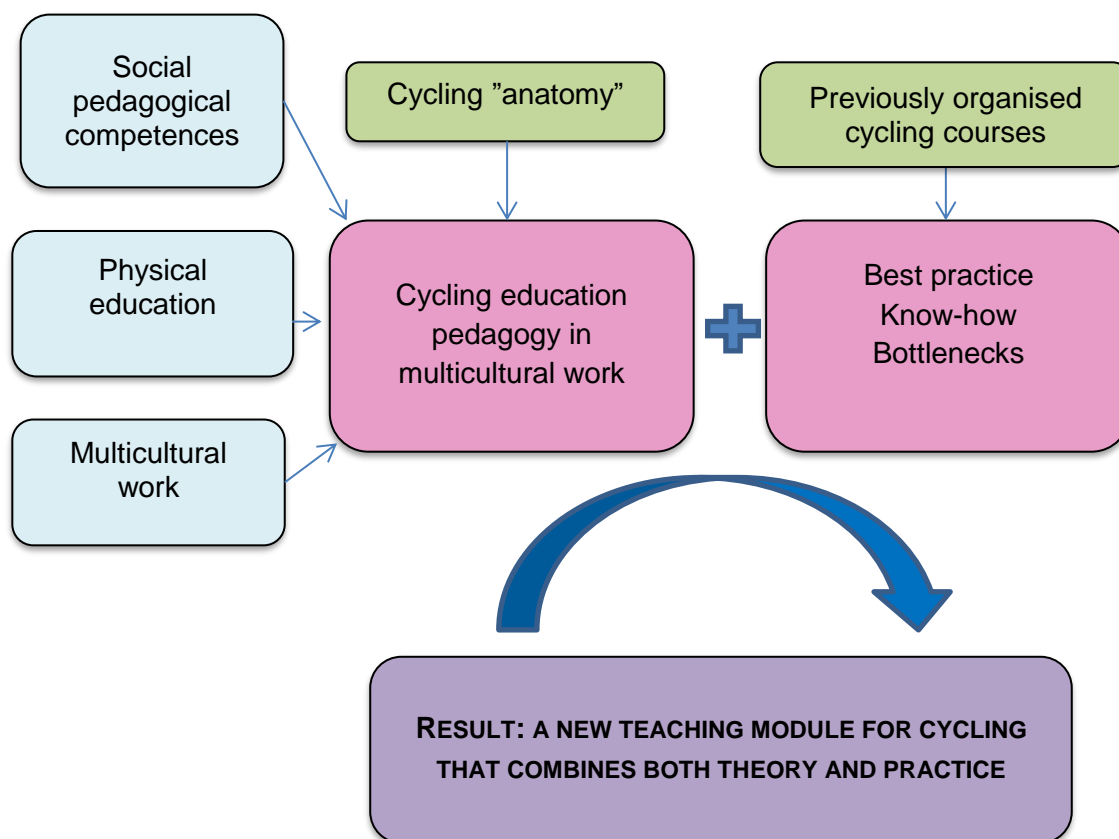 Social
pedagogical
competences
Cycling ”anatomy”
Previously organised
cycling courses
Physical
education
Cycling education
pedagogy in
multicultural work
Best practice
Know-how
Bottlenecks
Multicultural
work
RESULT: A NEW TEACHING MODULE FOR CYCLING
THAT COMBINES BOTH THEORY AND PRACTICE